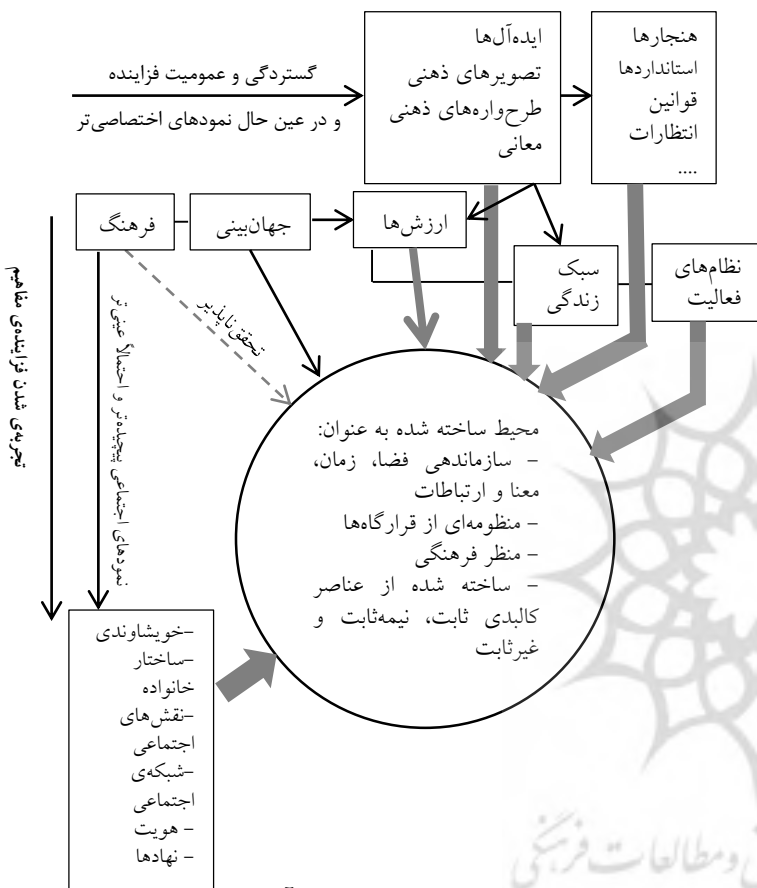 هنجارها
استانداردها
قوانین
انتظارات
....
ایده‌آل‌ها
تصویرهای ذهنی
طرح‌واره‌های ذهنی
معانی
گستردگی و عمومیت فزاینده
و در عین حال نمودهای اختصاصی‌تر
فرهنگ
جهان‌بینی
ارزش‌ها
سبک
زندگی
نظام‌های
فعالیت
تحقق‌ناپذیر
تجربه‌ی شدن فزاینده‌ی مفاهیم
نمودهای اجتماعی پیچیده‌تر و احتمالاً عینی‌تر
محیط ساخته شده به عنوان:
– سازماندهی فضا، زمان،
معنا و ارتباطات
– منظومه‌ای از قرارگاه‌ها
– منظر فرهنگی
– ساخته شده از عناصر
کالبدی ثابت، نیمه‌ثابت و
غیرثابت
-خویشاوندی
-ساختار
خانواده
-نقش‌های
اجتماعی
-شبکه‌ی
اجتماعی
– هویت
– نهادها
ومطالعات فرهنگی